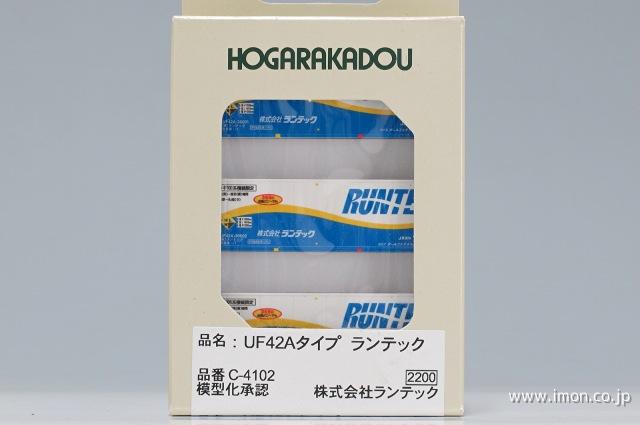 HOGARAKADOU
株式会社 ランテック
RUNTE
株式会社 ランテック
RUNTE
品名： UF42Aタイプ ランテック
品番 C-4102
2200
模型化承認 株式会社ランテック
www.imon.co.jp